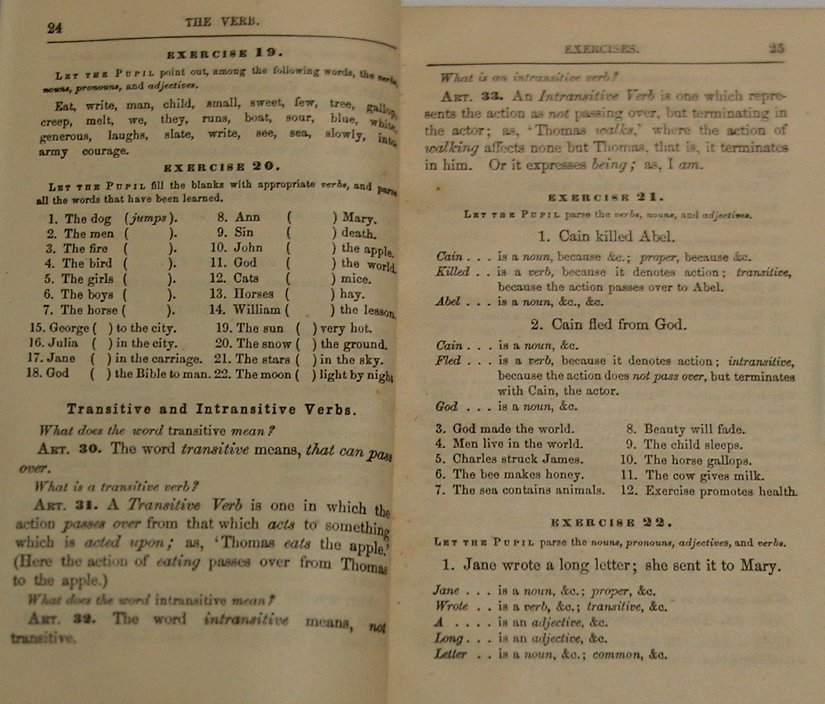 24 THE VERB.
EXERCISE 19.
LET THE PUPIL point out, among the following words, the verbs,
nouns, pronouns, and adjectives.
Eat, write, man, child, small, sweet, few, tree, gallop,
creep, melt, we, they, runs, boat, sour, blue, white,
generous, laughs, slate, write, see, sea, slowly, into,
army courage.
EXERCISE 20.
LET THE PUPIL fill the blanks with appropriate verbs, and parse
all the words that have been learned.
1. The dog (jumps).
2. The men ( ).
3. The fire ( ).
4. The bird ( ).
5. The girls ( ).
6. The boys ( ).
7. The horse ( ).
8. Ann ( ) Mary.
9. Sin ( ) death.
10. John ( ) the apple.
11. God ( ) the world.
12. Cats ( ) mice.
13. Horses ( ) hay.
14. William ( ) the lesson.
15. George ( ) to the city.
16. Julia ( ) in the city.
17. Jane ( ) in the carriage.
18. God ( ) the Bible to man.
19. The sun ( ) very hot.
20. The snow ( ) the ground.
21. The stars ( ) in the sky.
22. The moon ( ) light by night
Transitive and Intransitive Verbs.
What does the word transitive mean?
ART. 30. The word transitive means, that can pass
over.
What is a transitive verb?
ART. 31. A Transitive Verb is one in which the
action passes over from that which acts to something
which is acted upon; as, 'Thomas eats the apple.'
(Here the action of eating passes over from Thomas
to the apple.)
What does the word intransitive mean?
ART. 32. The word intransitive means, not
transitive.
EXERCISES. 25
What is an intransitive verb?
ART. 33. An Intransitive Verb is one which repre-
sents the action as not passing over, but terminating in
the actor; as, 'Thomas walks,' where the action of
walking affects none but Thomas, that is, it terminates
in him. Or it expresses being; as, I am.
EXERCISE 21.
LET THE PUPIL parse the verbs, nouns, and adjectives.
1. Cain killed Abel.
Cain . . . is a noun, because &c.; proper, because &c.
Killed . . is a verb, because it denotes action; transitive,
because the action passes over to Abel.
Abel . . . is a noun, &c., &c.
2. Cain fled from God.
Cain . . . is a noun, &c.
Fled . . . is a verb, because it denotes action; intransitive,
because the action does not pass over, but terminates
with Cain, the actor.
God . . . is a noun, &c.
3. God made the world.
4. Men live in the world.
5. Charles struck James.
6. The bee makes honey.
7. The sea contains animals.
8. Beauty will fade.
9. The child sleeps.
10. The horse gallops.
11. The cow gives milk.
12. Exercise promotes health.
EXERCISE 22.
LET THE PUPIL parse the nouns, pronouns, adjectives, and verbs.
1. Jane wrote a long letter; she sent it to Mary.
Jane . . . is a noun, &c.; proper, &c.
Wrote . . is a verb, &c.; transitive, &c.
A . . . . is an adjective, &c.
Long . . . is an adjective, &c.
Letter . . is a noun, &c.; common, &c.